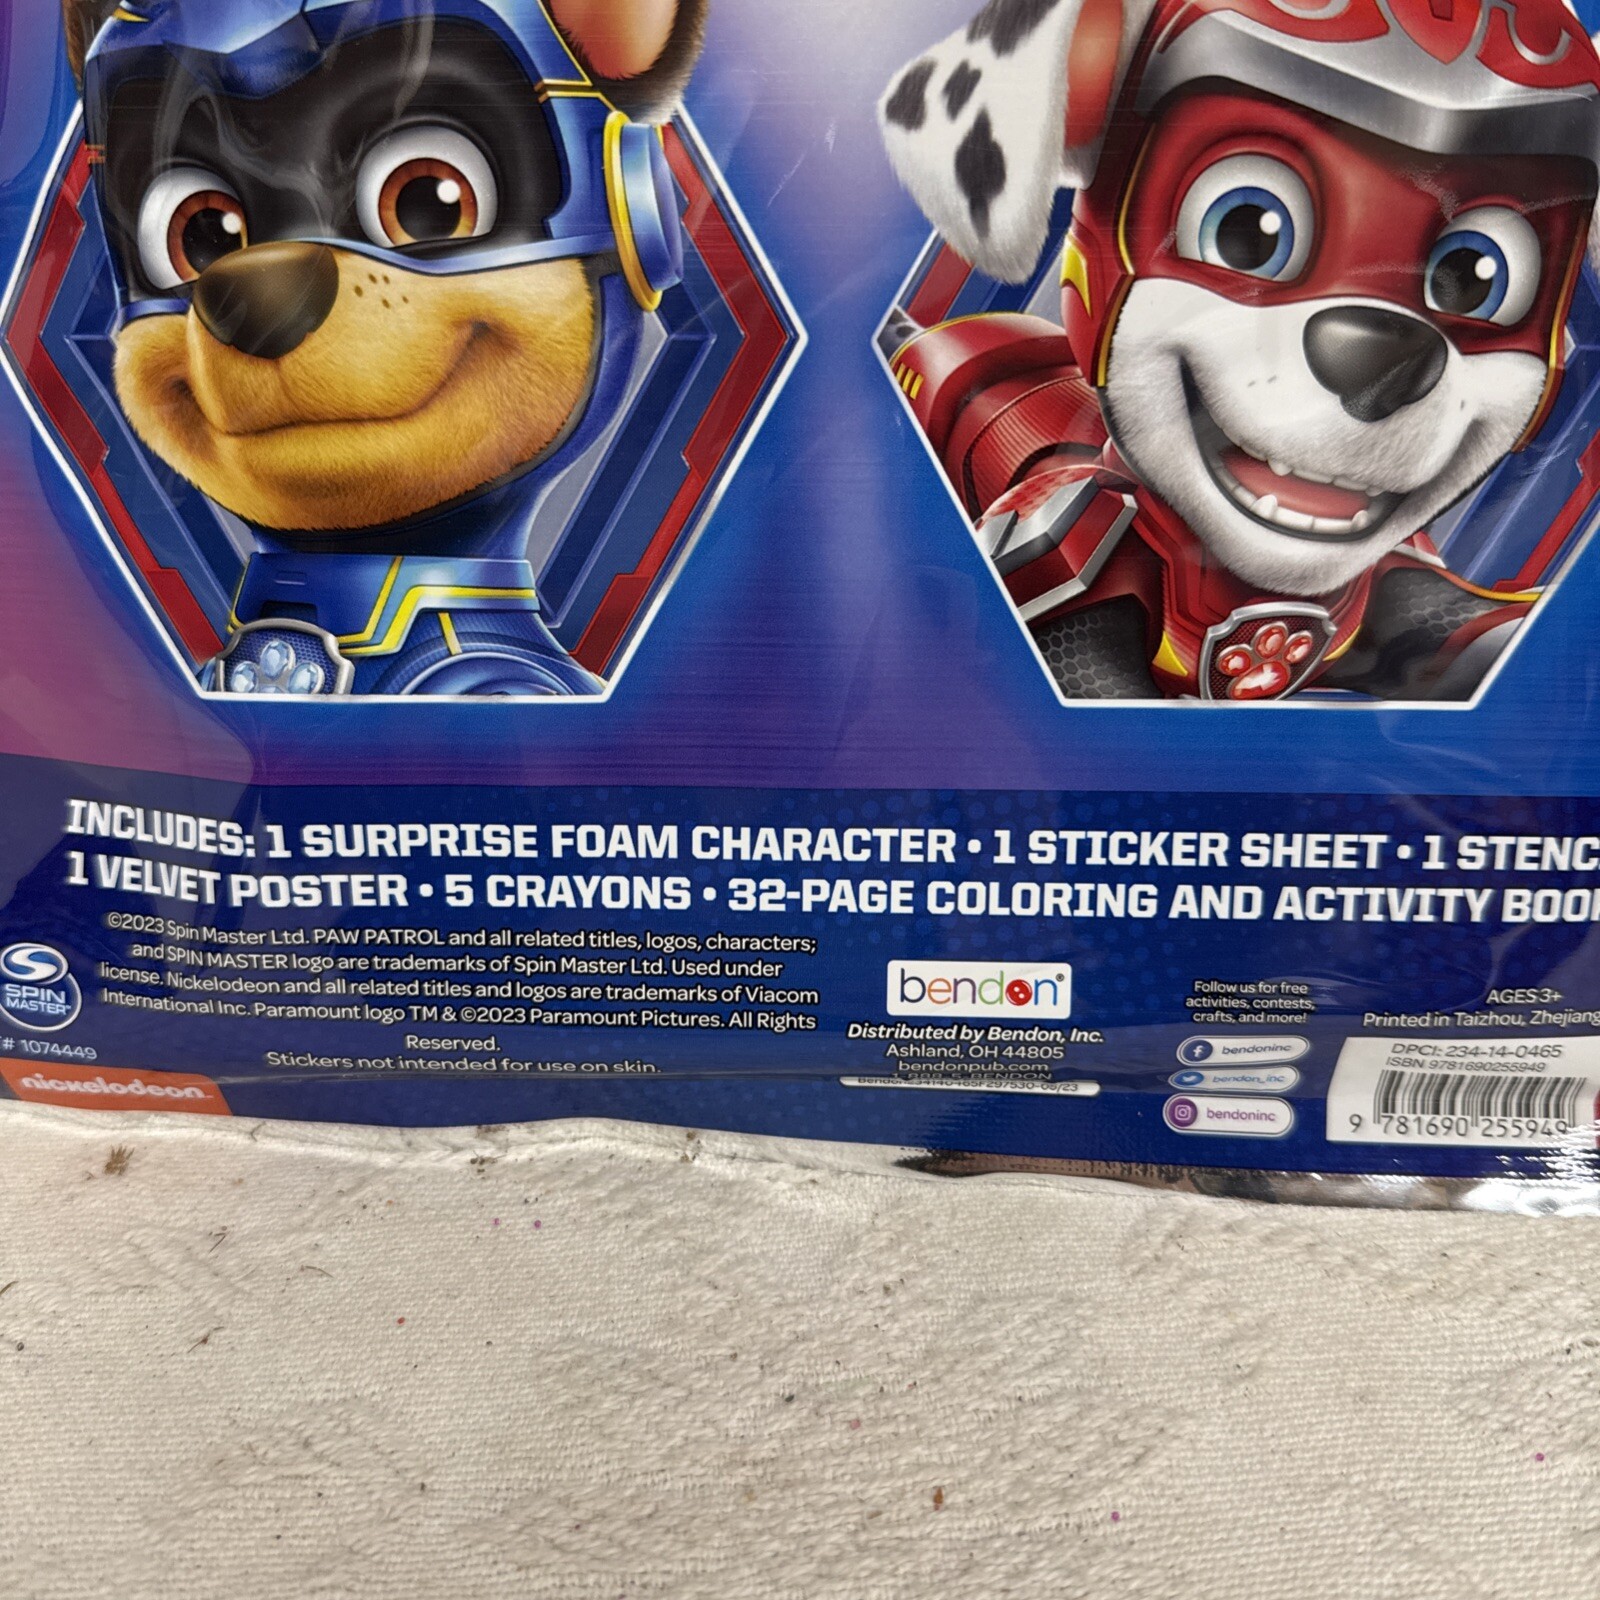 INCLUDES: 1 SURPRISE FOAM CHARACTER • 1 STICKER SHEET • 1 STENC
1 VELVET POSTER • 5 CRAYONS • 32-PAGE COLORING AND ACTIVITY BOO
©2023 Spin Master Ltd. PAW PATROL and all related titles, logos, characters;
and SPIN MASTER logo are trademarks of Spin Master Ltd. Used under
license. Nickelodeon and all related titles and logos are trademarks of Viacom
International Inc. Paramount logo TM & ©2023 Paramount Pictures. All Rights
Reserved.
Stickers not intended for use on skin.
SPIN
MASTER
# 1074449
nickelodeon
bendon®
Distributed by Bendon, Inc.
Ashland, OH 44805
bendonpub.com
1-888-5-BENDON
Follow us for free
activities, contests,
crafts, and more!
bendoninc
bendon_inc
bendoninc
AGES 3+
Printed in Taizhou, Zhejiang
DPCI: 234-14-0465
ISBN 9781690255949
9 781690 255949